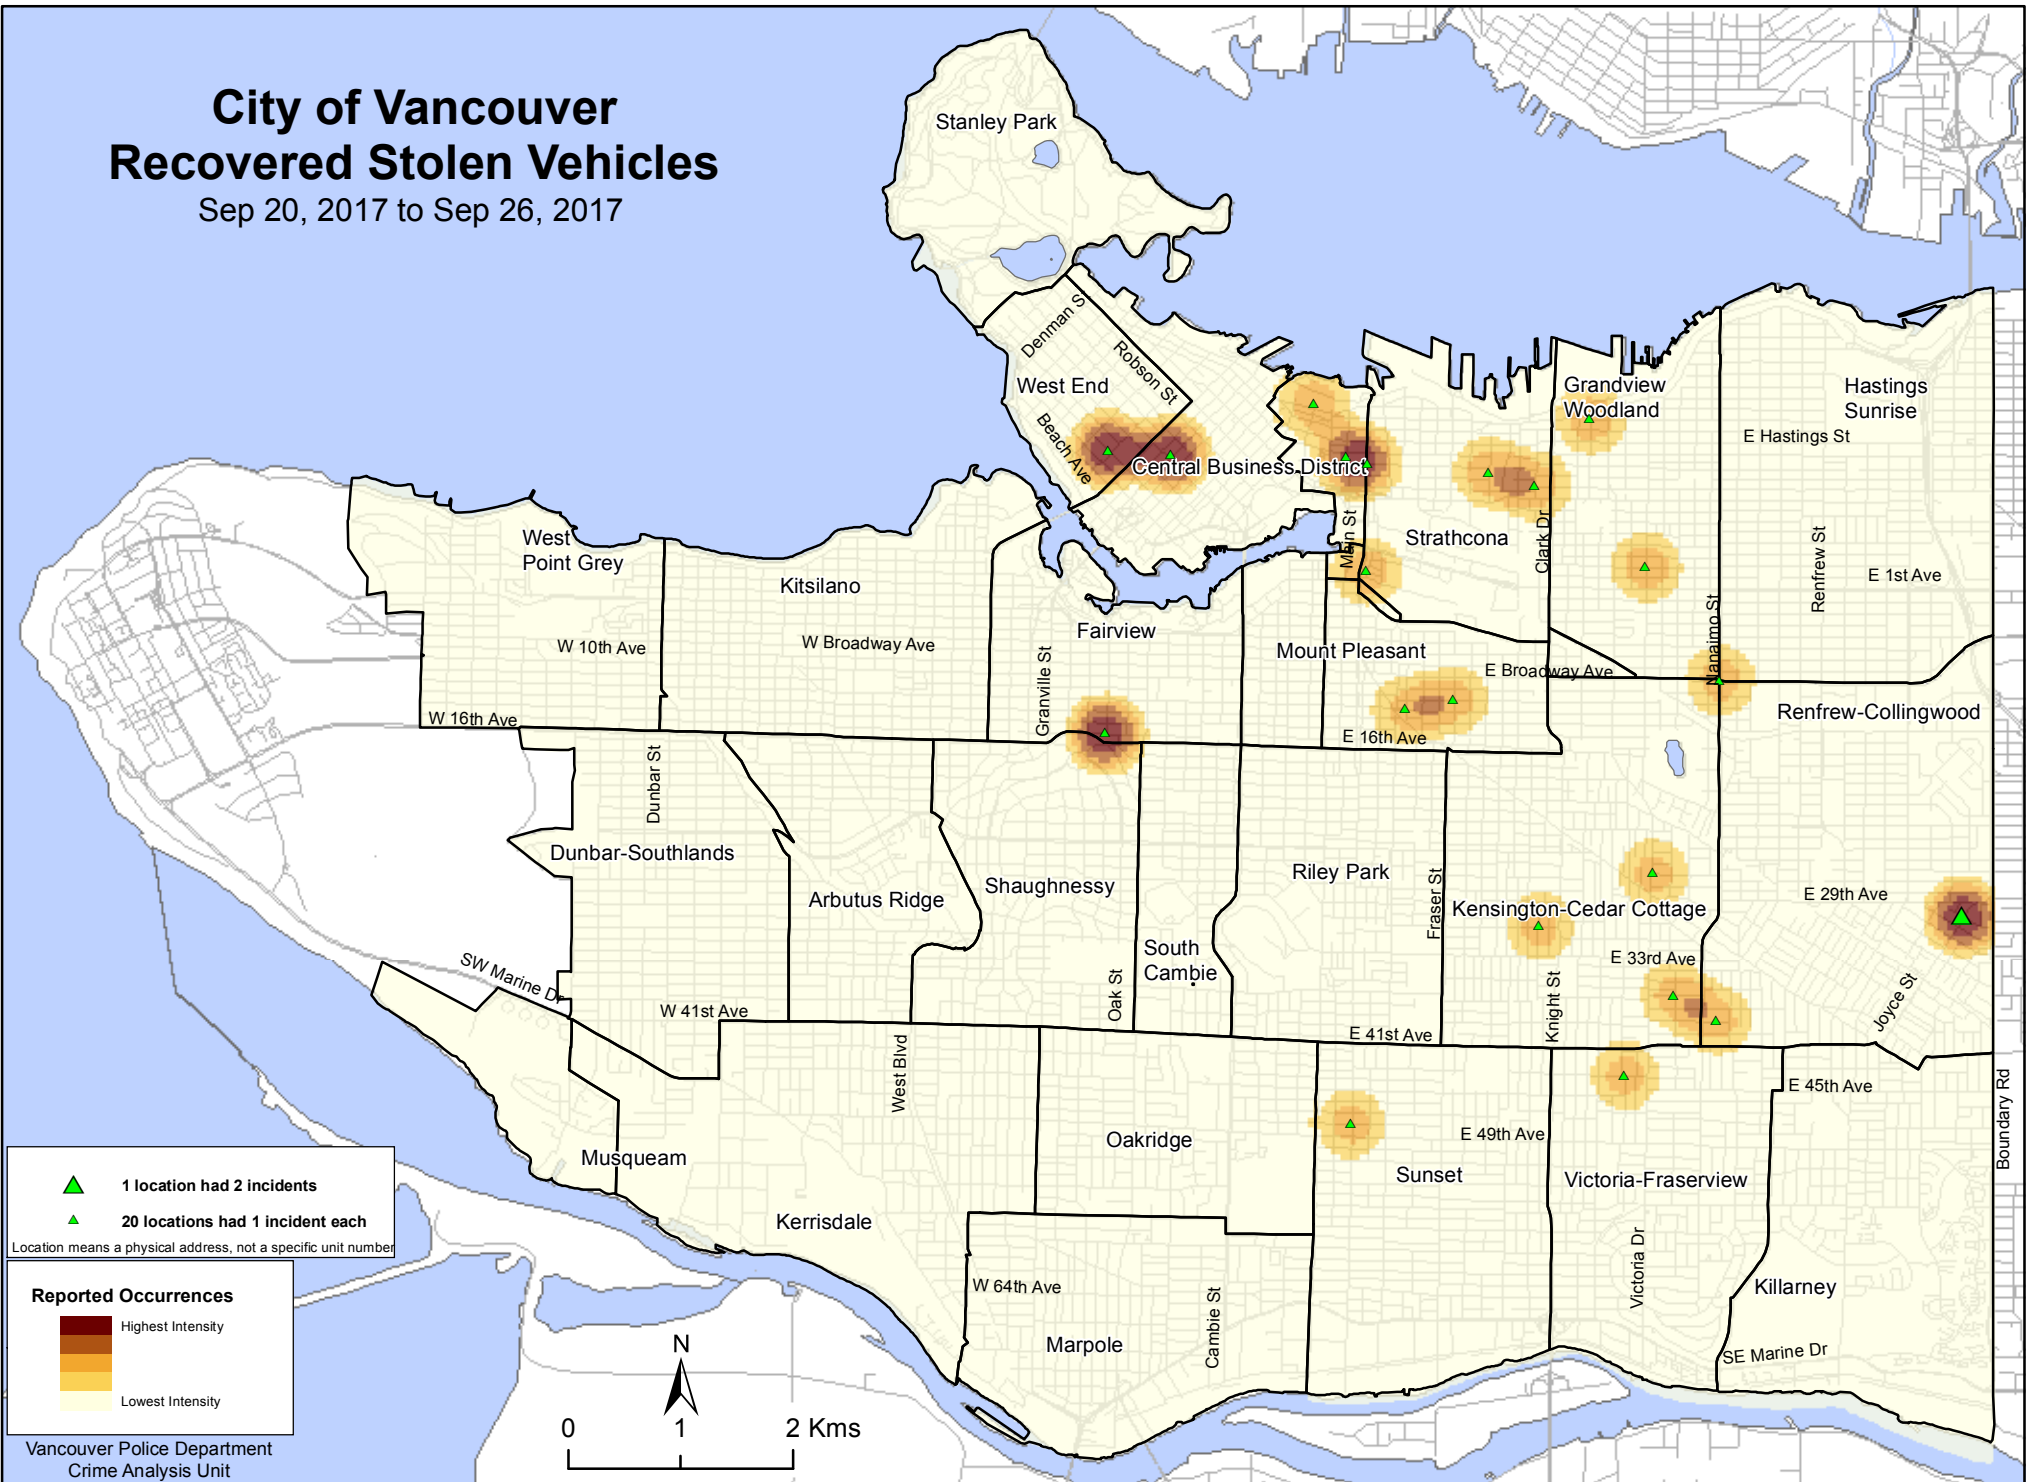 City of Vancouver
Recovered Stolen Vehicles
Sep 20, 2017 to Sep 26, 2017
Stanley Park
Denman S
Robson St
West End
Beach Ave
Central Business District
Grandview
Woodland
Hastings
Sunrise
E Hastings St
Main St
Strathcona
Clark Dr
Renfrew St
E 1st Ave
Nanaimo St
West
Point Grey
Kitsilano
W 10th Ave
W Broadway Ave
Fairview
Granville St
Mount Pleasant
E Broadway Ave
W 16th Ave
E 16th Ave
Renfrew-Collingwood
Dunbar St
Dunbar-Southlands
Arbutus Ridge
Shaughnessy
Riley Park
Fraser St
Kensington-Cedar Cottage
E 29th Ave
South
Cambie
Oak St
E 33rd Ave
Knight St
Joyce St
SW Marine Dr
W 41st Ave
E 41st Ave
West Blvd
E 45th Ave
Boundary Rd
Oakridge
E 49th Ave
Musqueam
Sunset
Victoria-Fraserview
Kerrisdale
Victoria Dr
W 64th Ave
Cambie St
Killarney
Marpole
SE Marine Dr
1 location had 2 incidents
20 locations had 1 incident each
Location means a physical address, not a specific unit number
Reported Occurrences
Highest Intensity
Lowest Intensity
Vancouver Police Department
Crime Analysis Unit
N
0 1 2 Kms